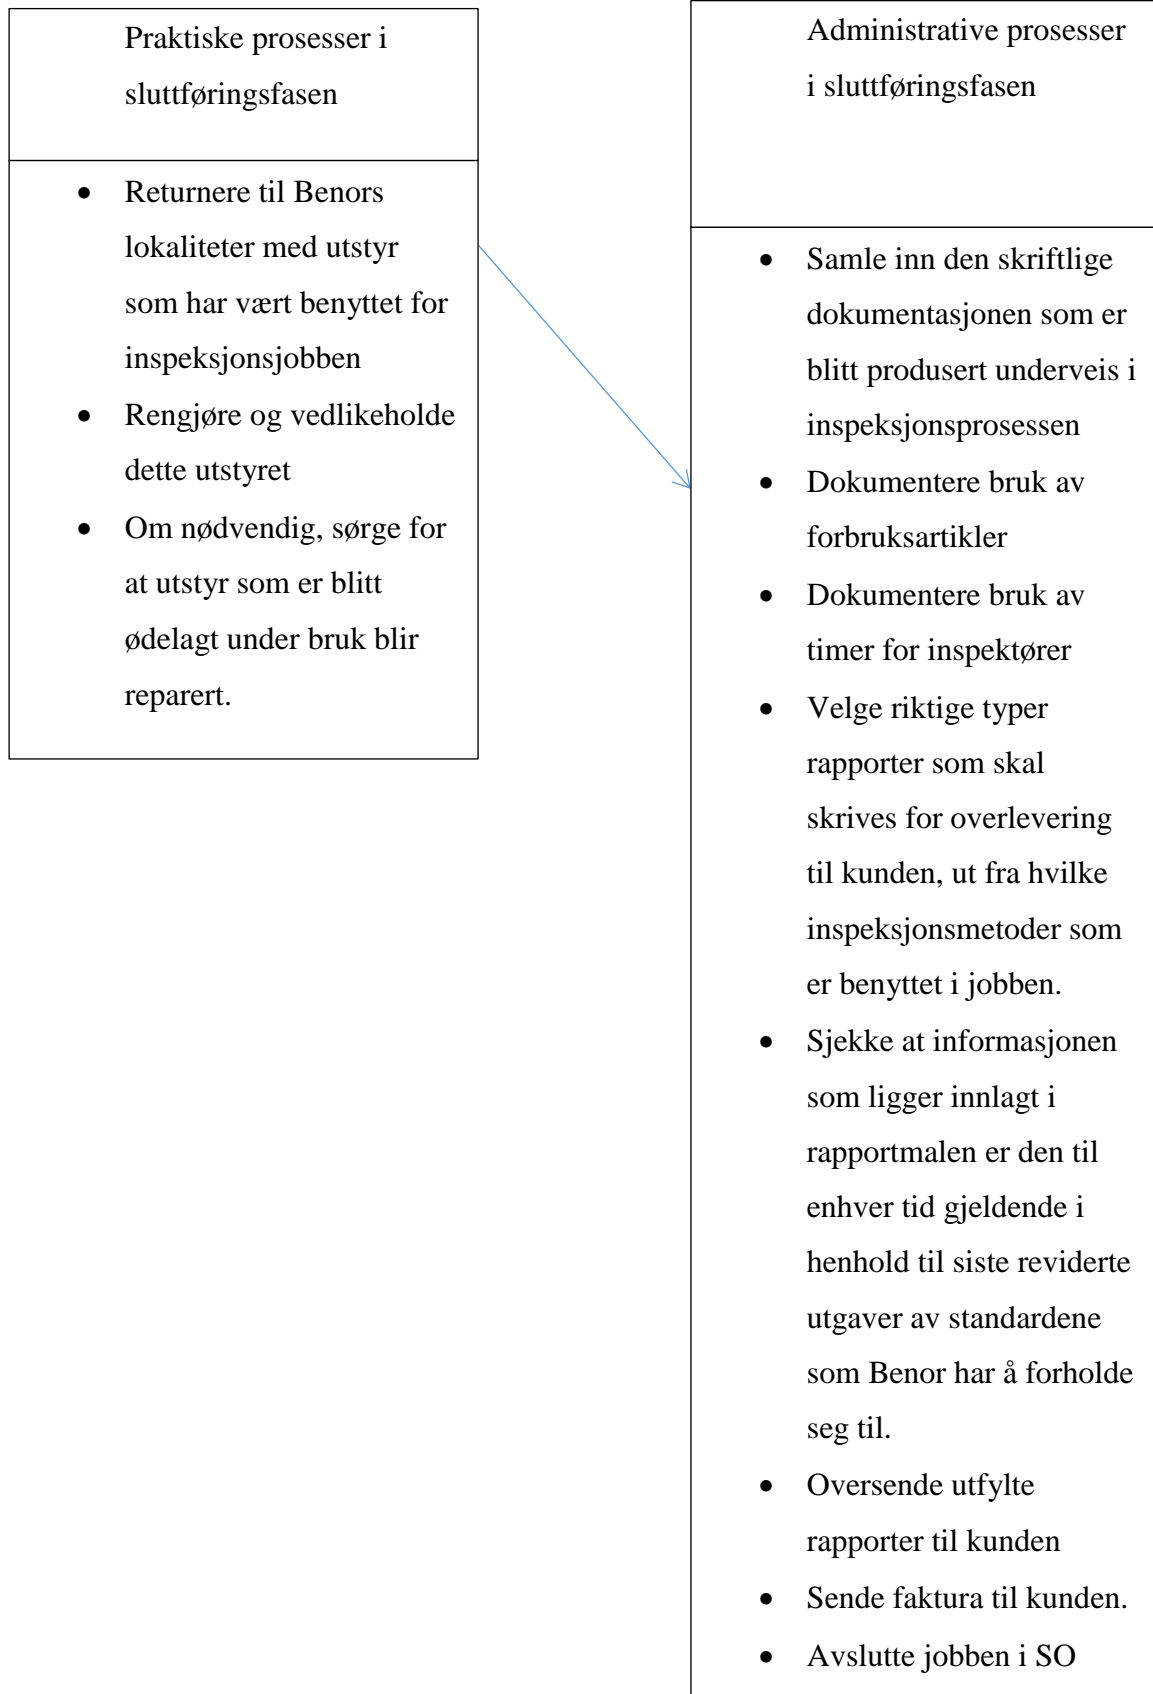 Praktiske prosesser i
sluttføringsfasen
• Returnere til Benors
lokaliteter med utstyr
som har vært benyttet for
inspeksjonsjobben
• Rengjøre og vedlikeholde
dette utstyret
• Om nødvendig, sørge for
at utstyr som er blitt
ødelagt under bruk blir
reparert.
Administrative prosesser
i sluttføringsfasen
• Samle inn den skriftlige
dokumentasjonen som er
blitt produsert underveis i
inspeksjonsprosessen
• Dokumentere bruk av
forbruksartikler
• Dokumentere bruk av
timer for inspektører
• Velge riktige typer
rapporter som skal
skrives for overlevering
til kunden, ut fra hvilke
inspeksjonsmetoder som
er benyttet i jobben.
• Sjekke at informasjonen
som ligger innlagt i
rapportmalen er den til
enhver tid gjeldende i
henhold til siste reviderte
utgaver av standardene
som Benor har å forholde
seg til.
• Oversende utfylte
rapporter til kunden
• Sende faktura til kunden.
• Avslutte jobben i SO